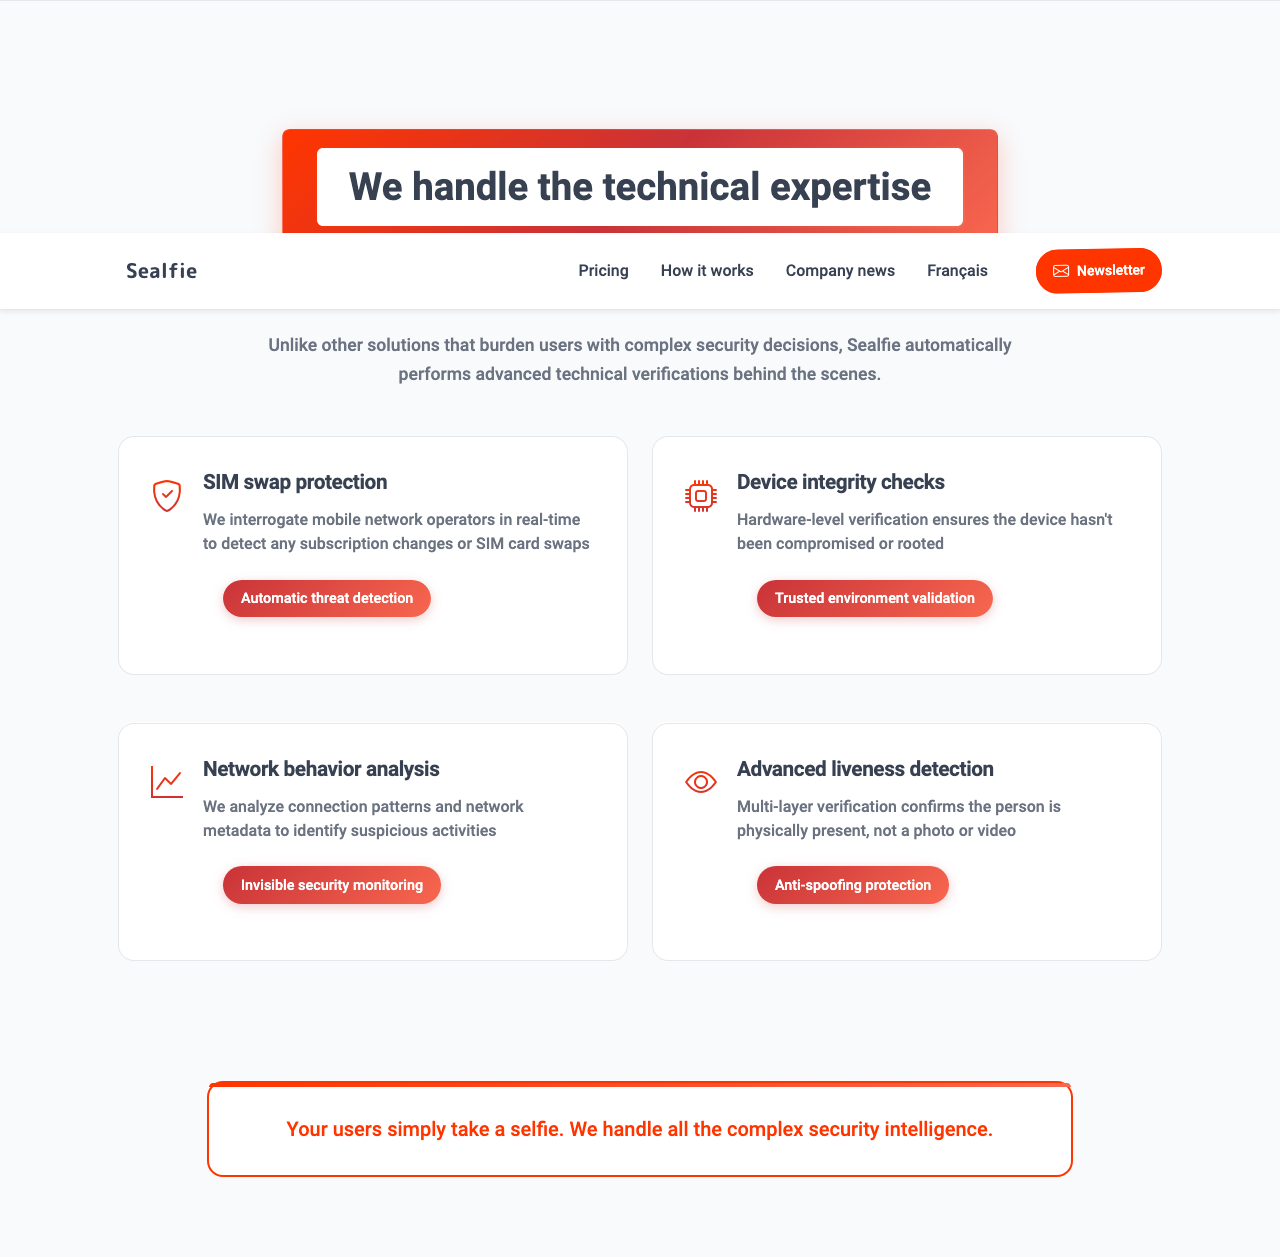 We handle the technical expertise
Sealfie
Pricing
How it works
Company news
Français
Newsletter
Unlike other solutions that burden users with complex security decisions, Sealfie automatically
performs advanced technical verifications behind the scenes.
SIM swap protection
We interrogate mobile network operators in real-time
to detect any subscription changes or SIM card swaps
Automatic threat detection
Device integrity checks
Hardware-level verification ensures the device hasn't
been compromised or rooted
Trusted environment validation
Network behavior analysis
We analyze connection patterns and network
metadata to identify suspicious activities
Invisible security monitoring
Advanced liveness detection
Multi-layer verification confirms the person is
physically present, not a photo or video
Anti-spoofing protection
Your users simply take a selfie. We handle all the complex security intelligence.